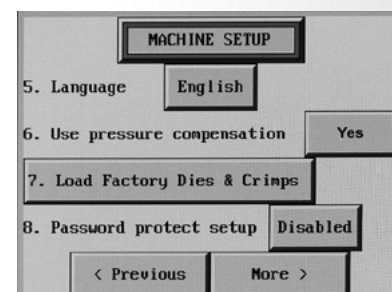 MACHINE SETUP
5. Language English
6. Use pressure compensation Yes
7. Load Factory Dies & Crimps
8. Password protect setup Disabled
< Previous More >